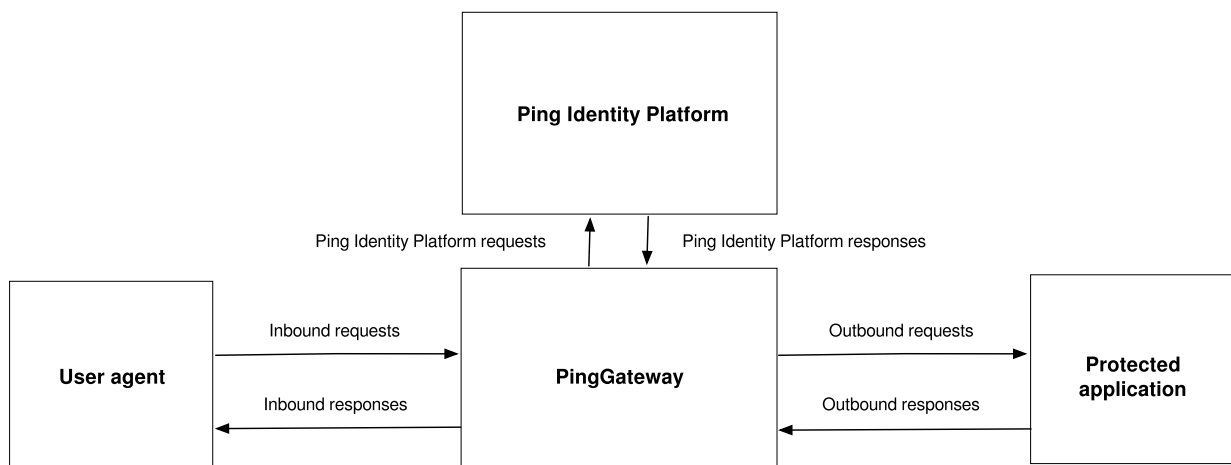 Ping Identity Platform
Ping Identity Platform requests
Ping Identity Platform responses
Inbound requests
Outbound requests
User agent
PingGateway
Protected
application
Inbound responses
Outbound responses